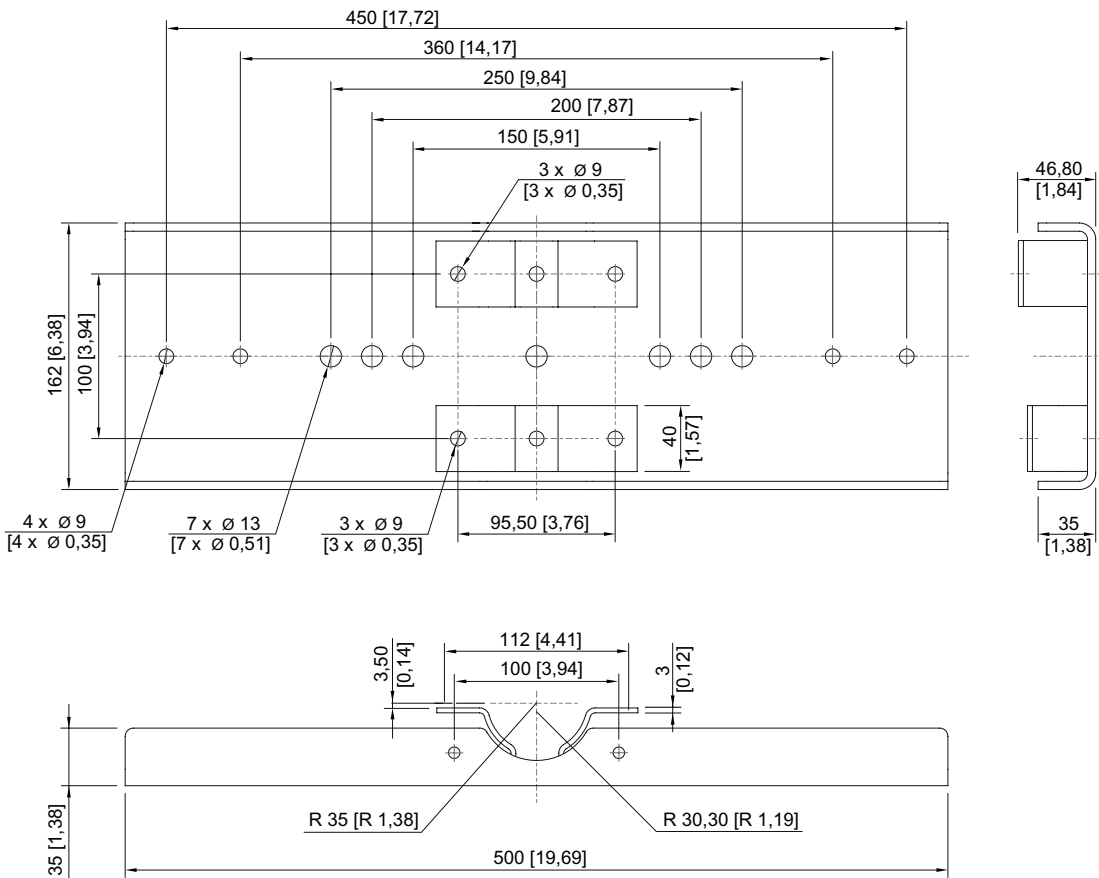 450 [17,72]
360 [14,17]
250 [9,84]
200 [7,87]
150 [5,91]
3 x Ø 9
[3 x Ø 0,35]
46,80
[1,84]
162 [6,38]
100 [3,94]
40
[1,57]
4 x Ø 9
[4 x Ø 0,35]
7 x Ø 13
[7 x Ø 0,51]
3 x Ø 9
[3 x Ø 0,35]
95,50 [3,76]
35
[1,38]
3,50
[0,14]
112 [4,41]
100 [3,94]
3
[0,12]
35 [1,38]
R 35 [R 1,38]
R 30,30 [R 1,19]
500 [19,69]